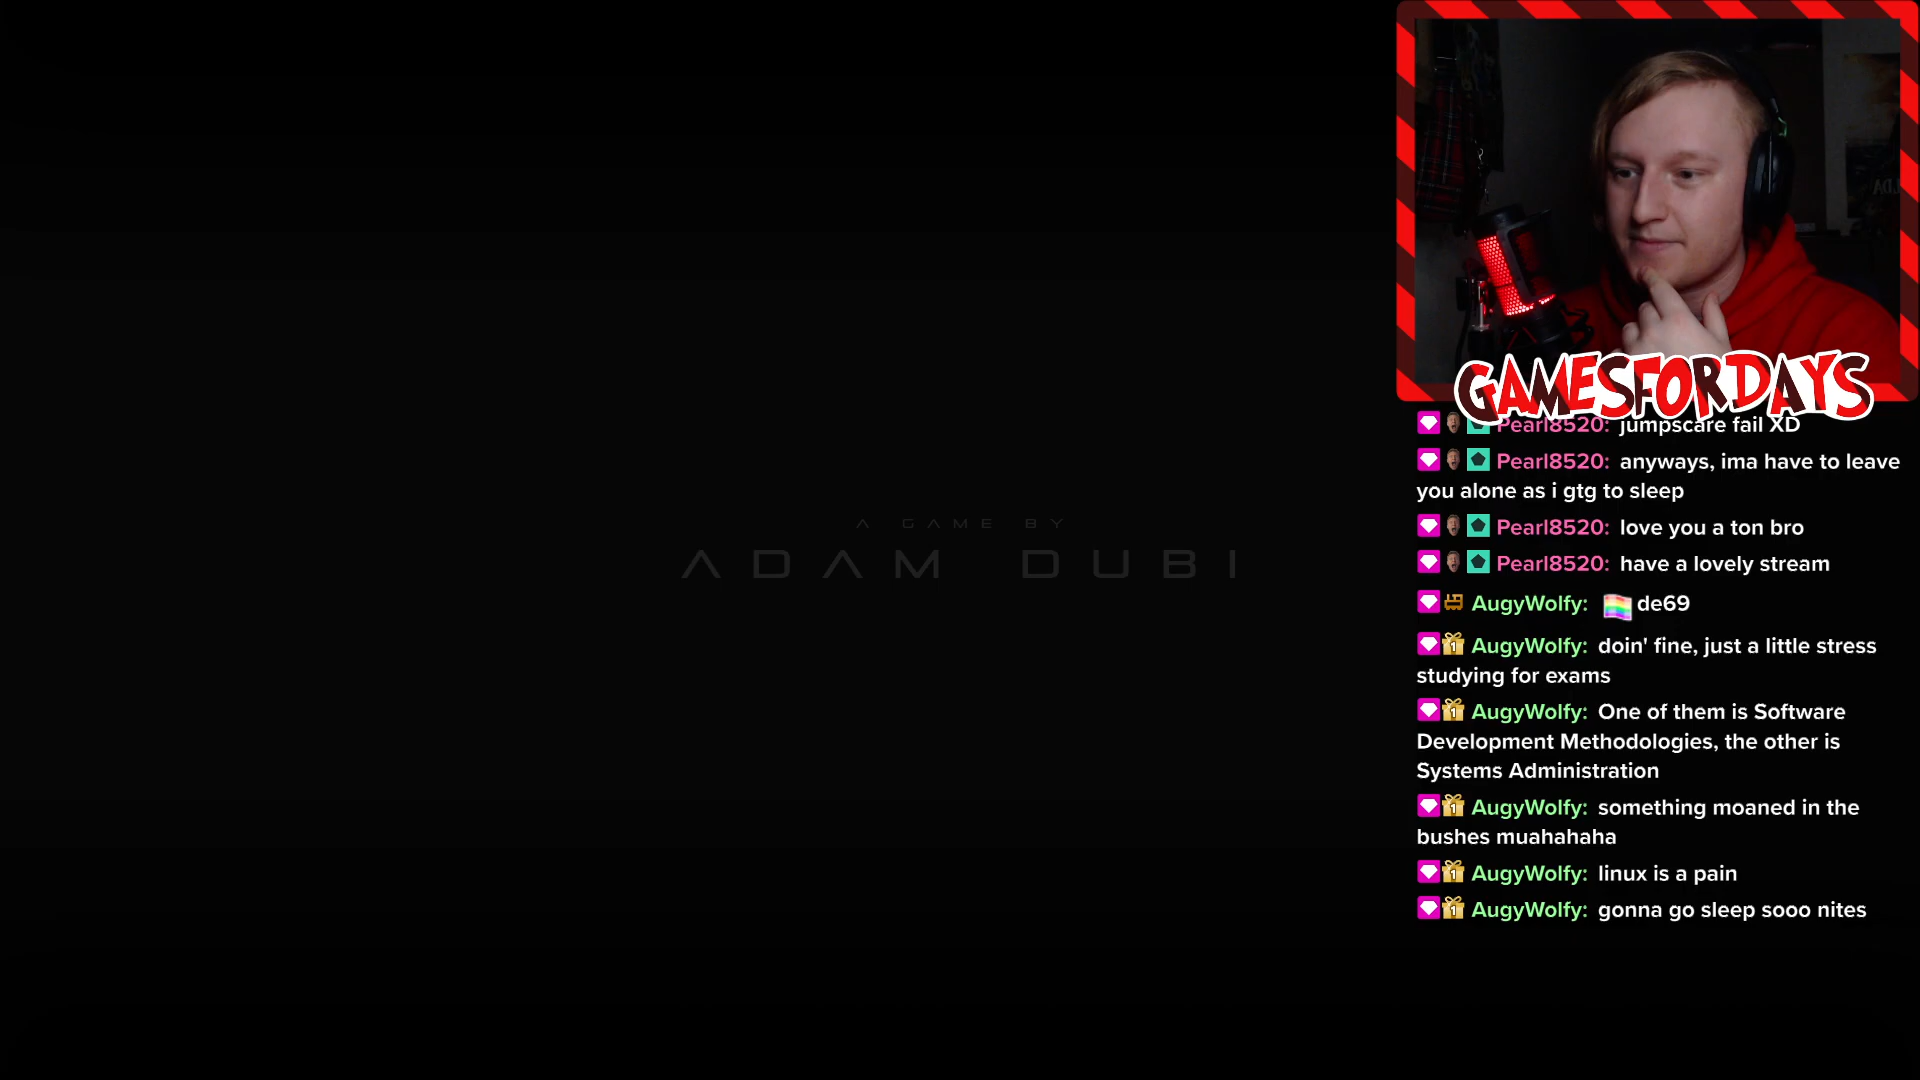 A GAME BY
ADAM DUBI
GAMESFORDAYS
Pearl8520: jumpscare fail XD
Pearl8520: anyways, ima have to leave
you alone as i gtg to sleep
Pearl8520: love you a ton bro
Pearl8520: have a lovely stream
AugyWolfy: de69
AugyWolfy: doin' fine, just a little stress
studying for exams
AugyWolfy: One of them is Software
Development Methodologies, the other is
Systems Administration
AugyWolfy: something moaned in the
bushes muahahaha
AugyWolfy: linux is a pain
AugyWolfy: gonna go sleep sooo nites